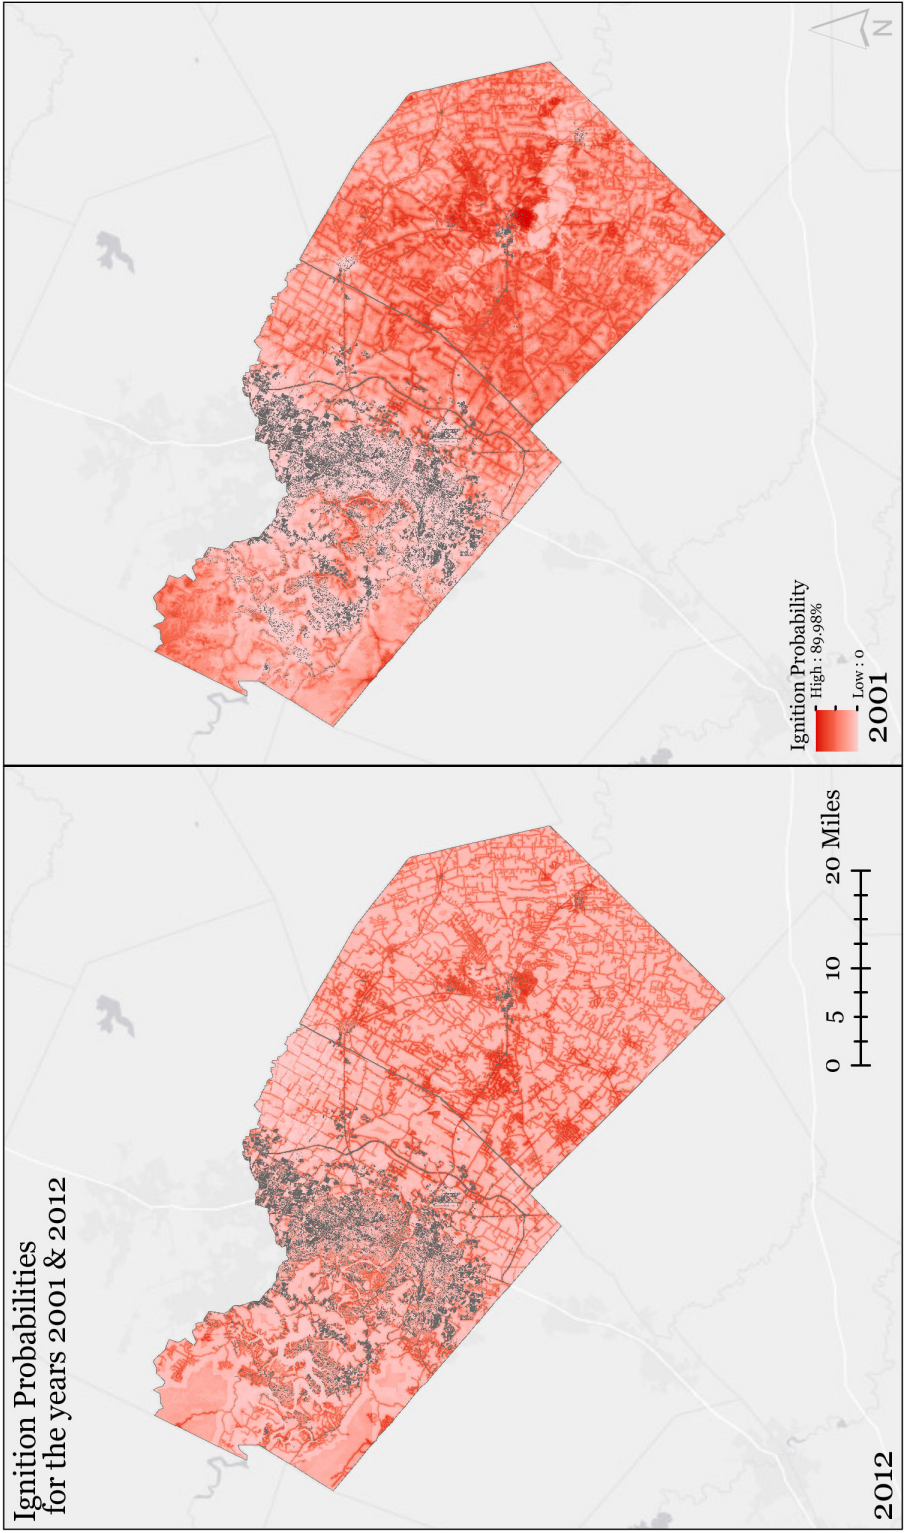 Ignition Probabilities
for the years 2001 & 2012
2012
0 5 10 20 Miles
Ignition Probability
High : 89.98%
Low : 0
2001
N